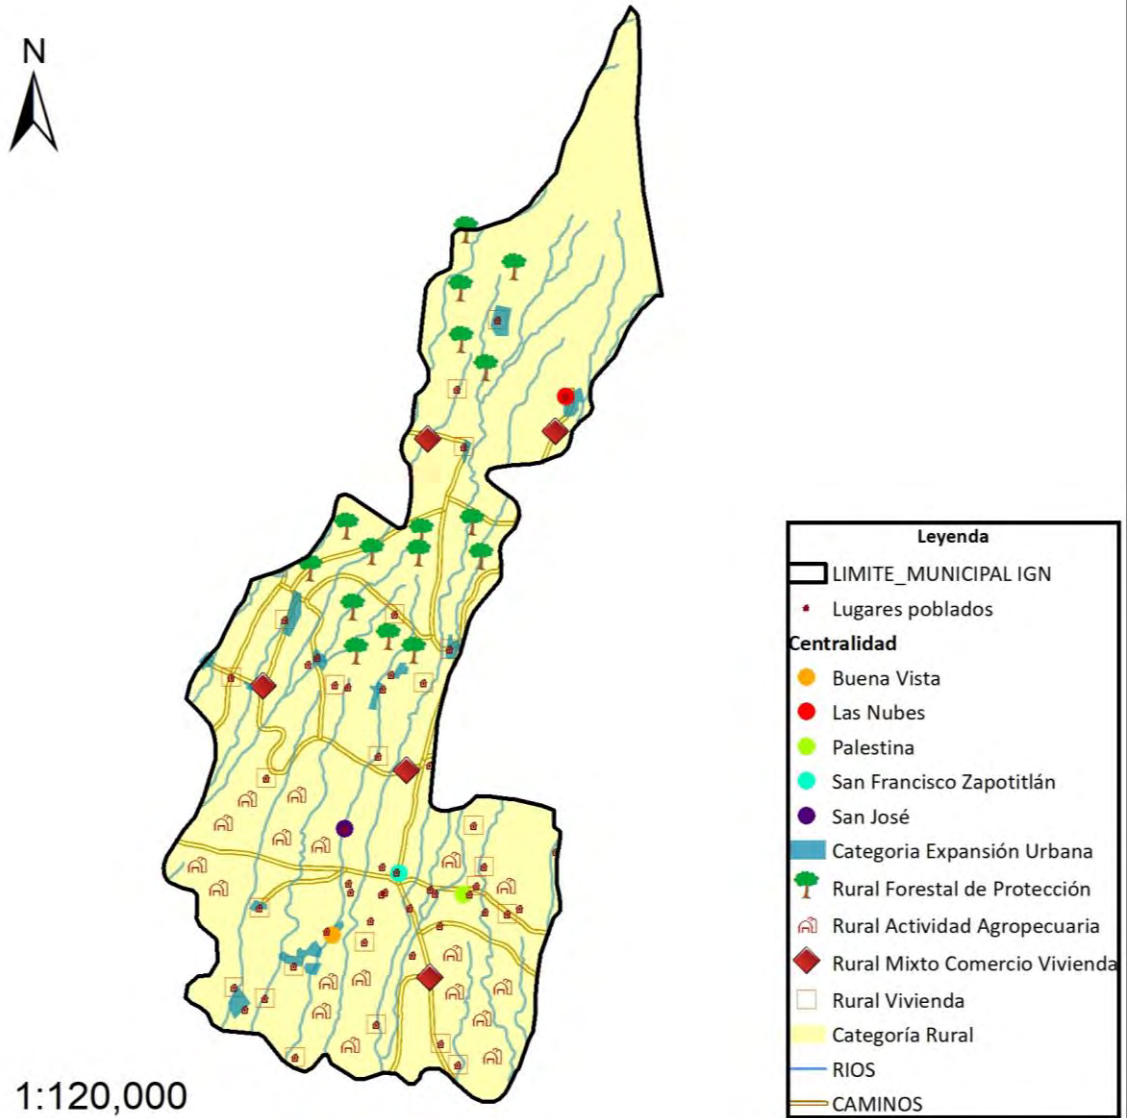 N
Leyenda
LIMITE_MUNICIPAL IGN
Lugares poblados
Centralidad
Buena Vista
Las Nubes
Palestina
San Francisco Zapotitlán
San José
Categoria Expansión Urbana
Rural Forestal de Protección
Rural Actividad Agropecuaria
Rural Mixto Comercio Vivienda
Rural Vivienda
Categoría Rural
RIOS
CAMINOS
1:120,000